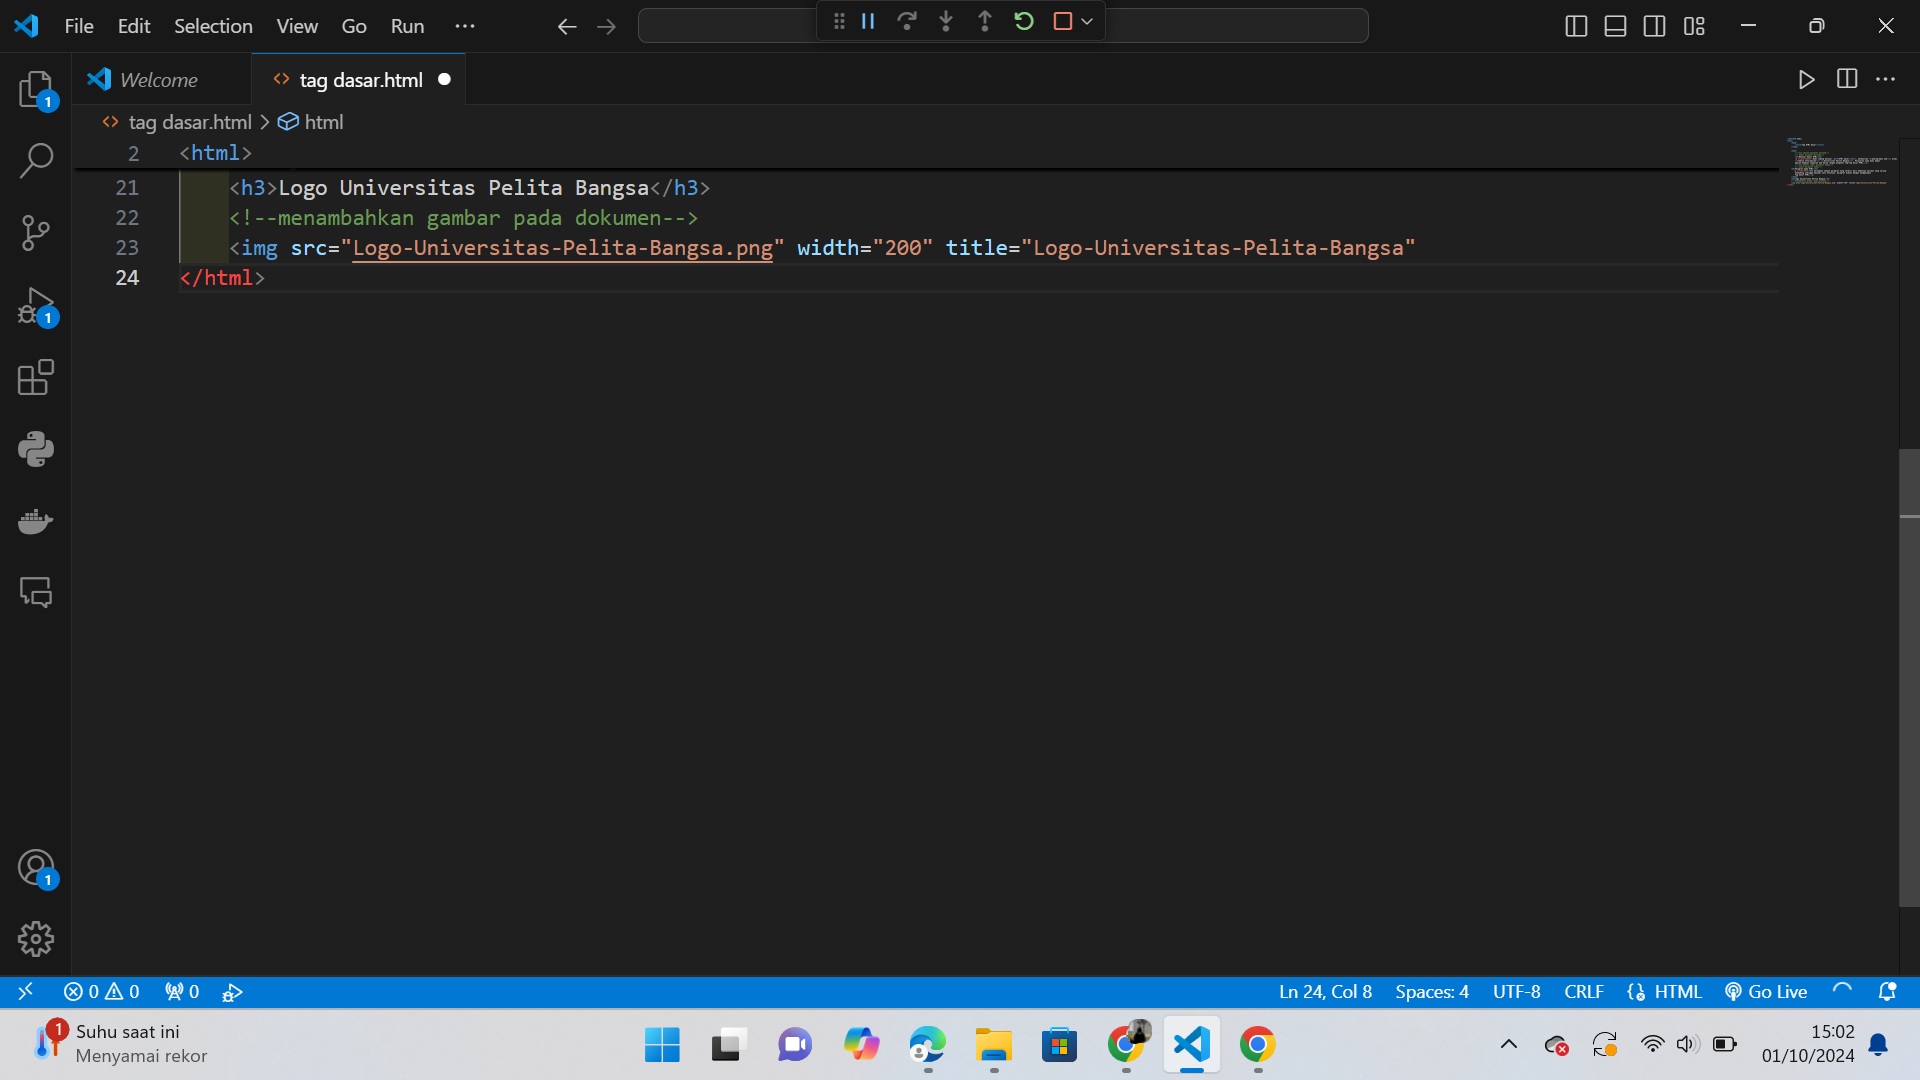 File Edit Selection View Go Run ...
Welcome tag dasar.html
tag dasar.html > html
2 <html>
21 <h3>Logo Universitas Pelita Bangsa</h3>
22 <!--menambahkan gambar pada dokumen-->
23 <img src="Logo-Universitas-Pelita-Bangsa.png" width="200" title="Logo-Universitas-Pelita-Bangsa"
24 </html>
1
1
1
0 0 0 Ln 24, Col 8 Spaces: 4 UTF-8 CRLF HTML Go Live
1 Suhu saat ini
Menyamai rekor
15:02
01/10/2024